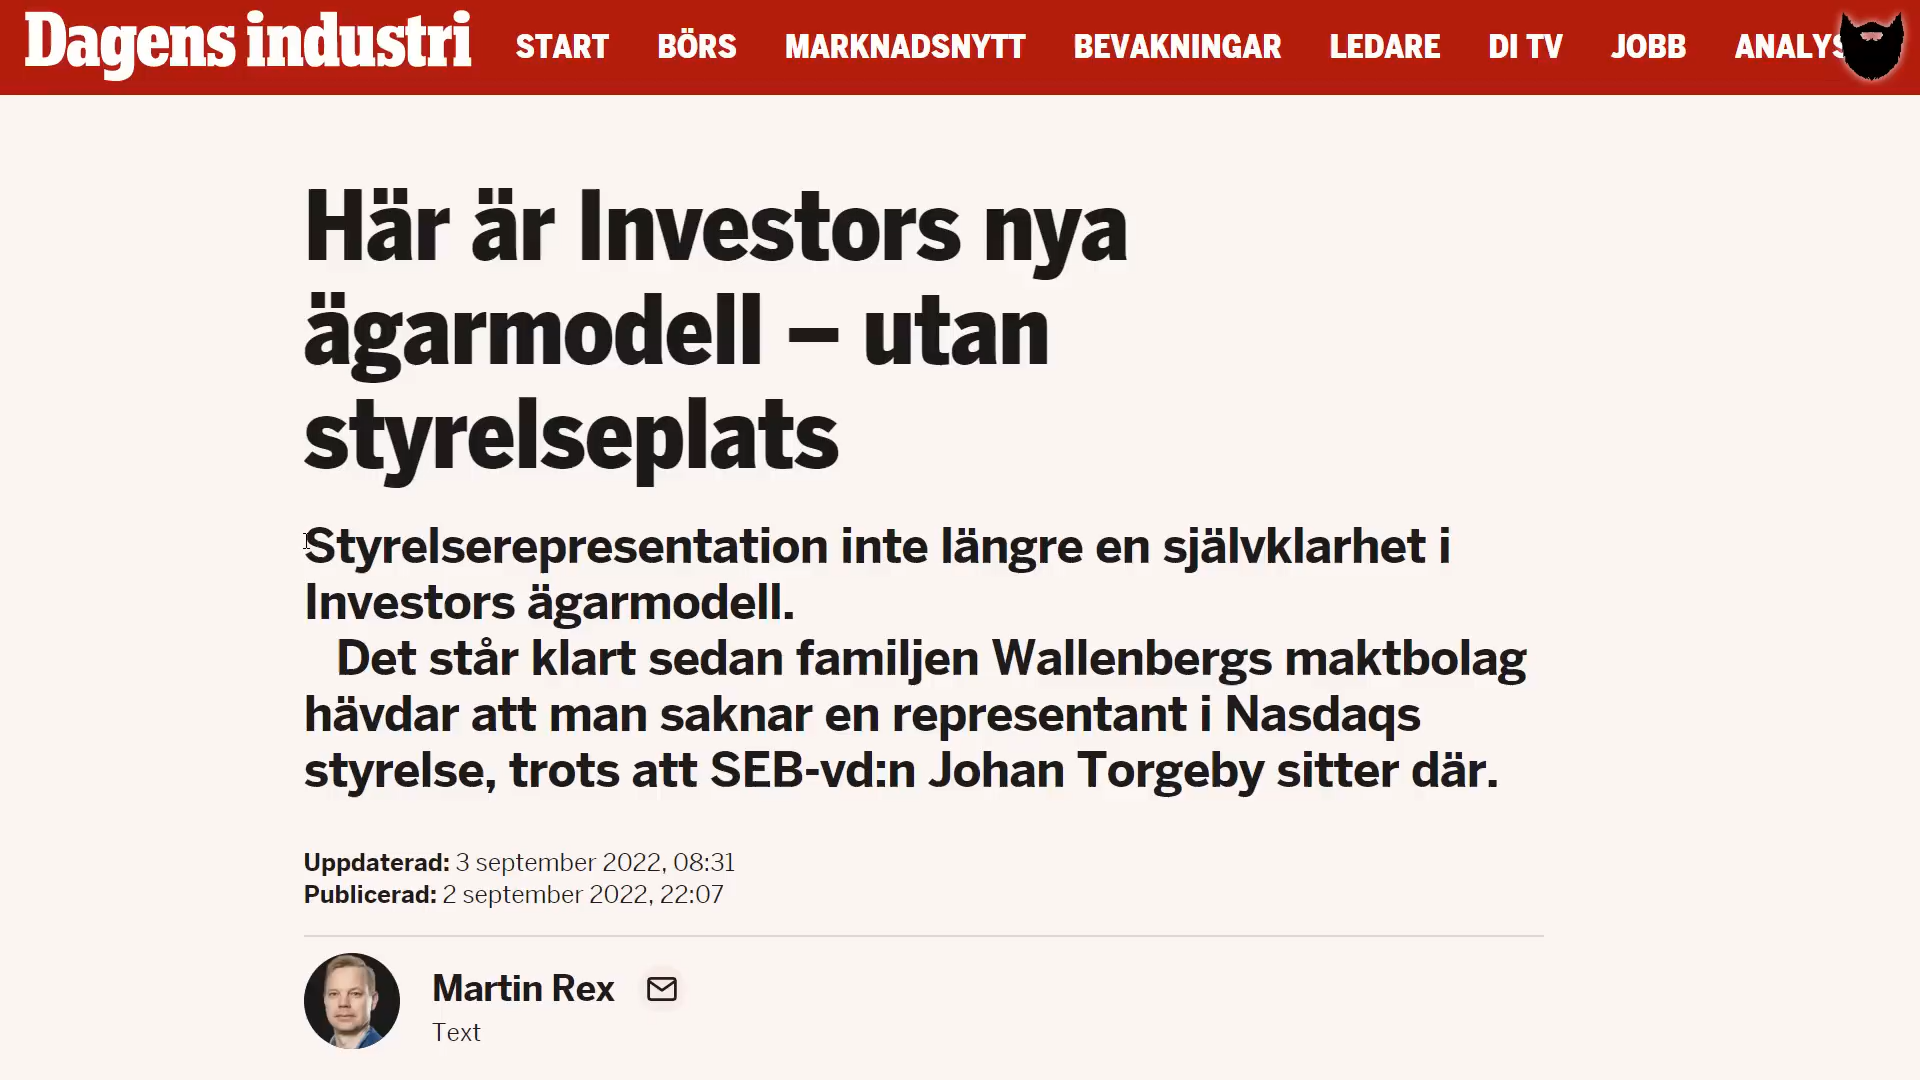 Dagens industri START BÖRS MARKNADSNYTT BEVAKNINGAR LEDARE DI TV JOBB ANALYS
Här är Investors nya
ägarmodell – utan
styrelseplats
Styrelserepresentation inte längre en självklarhet i
Investors ägarmodell.
Det står klart sedan familjen Wallenbergs maktbolag
hävdar att man saknar en representant i Nasdaqs
styrelse, trots att SEB-vd:n Johan Torgeby sitter där.
Uppdaterad: 3 september 2022, 08:31
Publicerad: 2 september 2022, 22:07
Martin Rex
Text